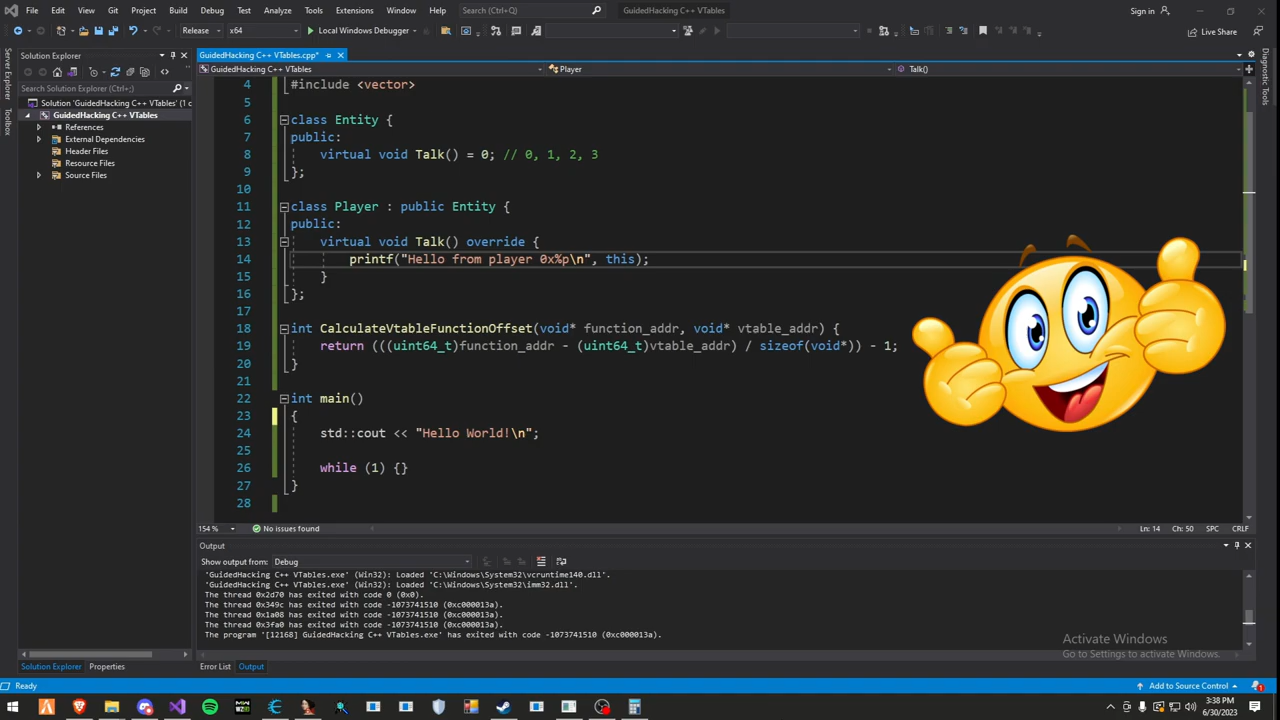 File Edit View Git Project Build Debug Test Analyze Tools Extensions Window Help Search (Ctrl+Q) GuidedHacking C++ VTables Sign in
Release x64 Local Windows Debugger Live Share
Server Explorer
Toolbox
Solution Explorer
Search Solution Explorer (Ctrl+;)
Solution 'GuidedHacking C++ VTables' (1 c
GuidedHacking C++ VTables
References
External Dependencies
Header Files
Resource Files
Source Files
GuidedHacking C++ VTables.cpp*
GuidedHacking C++ VTables Player Talk()
4 #include <vector>
5
6 class Entity {
7 public:
8 virtual void Talk() = 0; // 0, 1, 2, 3
9 };
10
11 class Player : public Entity {
12 public:
13 virtual void Talk() override {
14 printf("Hello from player 0x%p\n", this);
15 }
16 };
17
18 int CalculateVtableFunctionOffset(void* function_addr, void* vtable_addr) {
19 return (((uint64_t)function_addr - (uint64_t)vtable_addr) / sizeof(void*)) - 1;
20 }
21
22 int main()
23 {
24 std::cout << "Hello World!\n";
25
26 while (1) {}
27 }
28
154 % No issues found Ln: 14 Ch: 50 SPC CRLF
Output
Show output from: Debug
'GuidedHacking C++ VTables.exe' (Win32): Loaded 'C:\Windows\System32\vcruntime140.dll'.
'GuidedHacking C++ VTables.exe' (Win32): Loaded 'C:\Windows\System32\imm32.dll'.
The thread 0x2d70 has exited with code 0 (0x0).
The thread 0x349c has exited with code -1073741510 (0xc000013a).
The thread 0x1a08 has exited with code -1073741510 (0xc000013a).
The thread 0x3fa0 has exited with code -1073741510 (0xc000013a).
The program '[12168] GuidedHacking C++ VTables.exe' has exited with code -1073741510 (0xc000013a).
Solution Explorer Properties
Error List Output
Diagnostic Tools
Activate Windows
Go to Settings to activate Windows.
Ready Add to Source Control
3:38 PM
6/30/2023